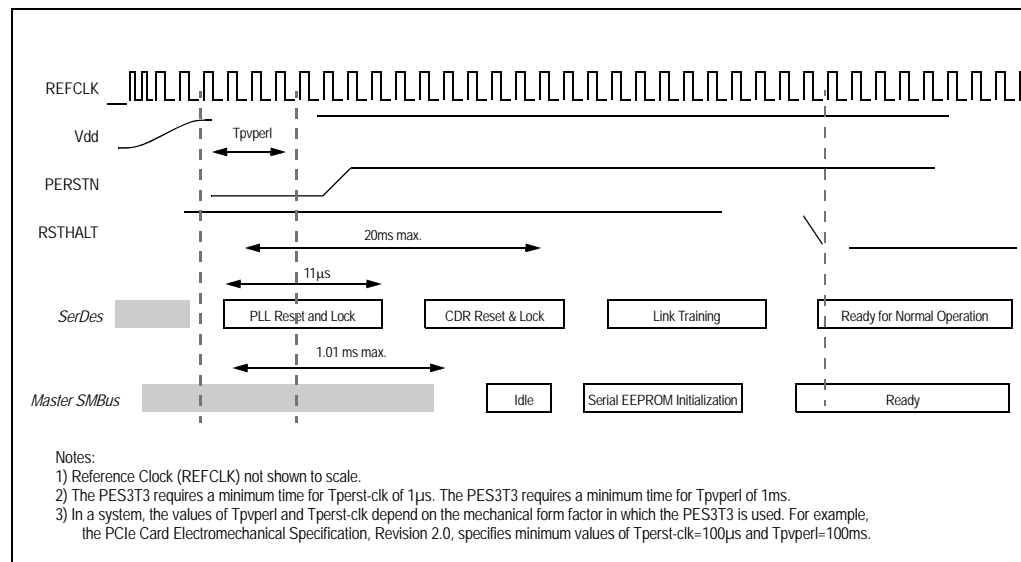 REFCLK
Vdd
Tpvperl
PERSTN
RSTHALT
20ms max.
11µs
SerDes
PLL Reset and Lock
CDR Reset & Lock
Link Training
Ready for Normal Operation
1.01 ms max.
Master SMBus
Idle
Serial EEPROM Initialization
Ready
Notes:
1) Reference Clock (REFCLK) not shown to scale.
2) The PES3T3 requires a minimum time for Tperst-clk of 1µs. The PES3T3 requires a minimum time for Tpvperl of 1ms.
3) In a system, the values of Tpvperl and Tperst-clk depend on the mechanical form factor in which the PES3T3 is used. For example,
the PCIe Card Electromechanical Specification, Revision 2.0, specifies minimum values of Tperst-clk=100µs and Tpvperl=100ms.